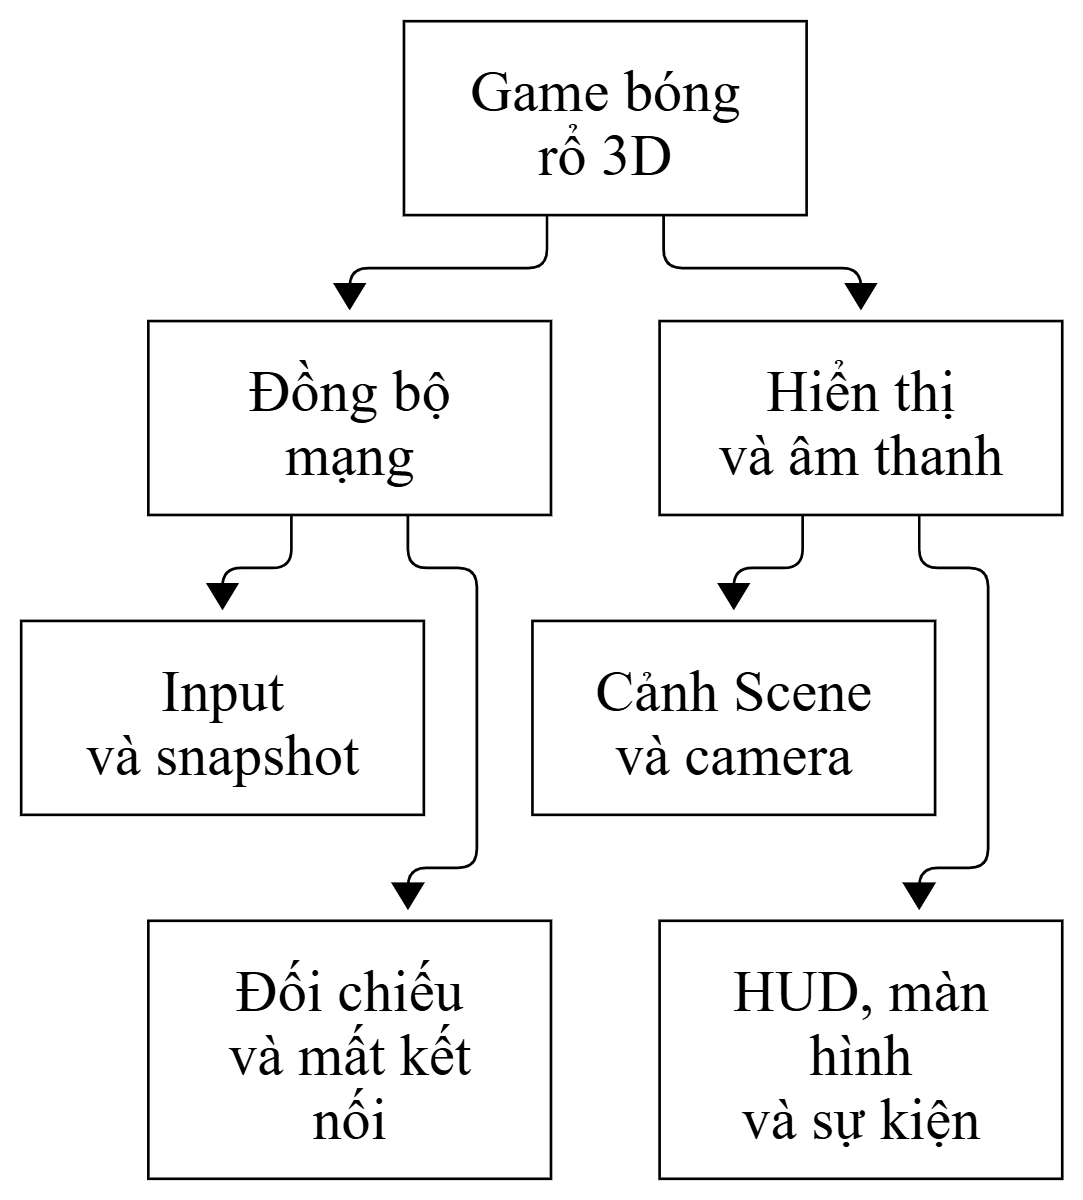 Game bóng
rổ 3D
Đồng bộ
mạng
Hiển thị
và âm thanh
Input
và snapshot
Cảnh Scene
và camera
Đối chiếu
và mất kết
nối
HUD, màn
hình
và sự kiện